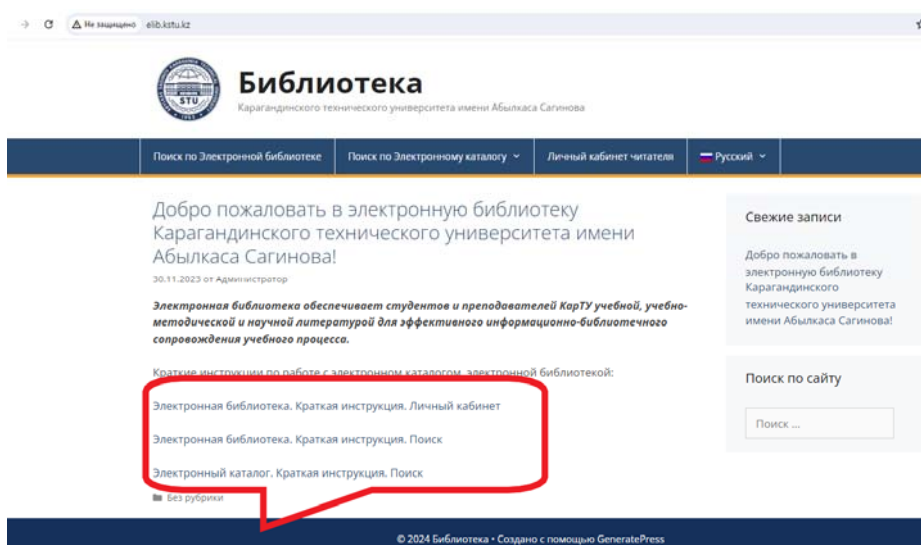 Не защищено elib.kstu.kz
STU
Библиотека
Карагандинского технического университета имени Абылкаса Сагинова
Поиск по Электронной библиотеке Поиск по Электронному каталогу Личный кабинет читателя Русский
Добро пожаловать в электронную библиотеку
Карагандинского технического университета имени
Абылкаса Сагинова!
30.11.2023 от Администратор
Электронная библиотека обеспечивает студентов и преподавателей КарТУ учебной, учебно-
методической и научной литературой для эффективного информационно-библиотечного
сопровождения учебного процесса.
Краткие инструкции по работе с электронном каталогом, электронной библиотекой:
Электронная библиотека. Краткая инструкция. Личный кабинет
Электронная библиотека. Краткая инструкция. Поиск
Электронный каталог. Краткая инструкция. Поиск
Без рубрики
Свежие записи
Добро пожаловать в
электронную библиотеку
Карагандинского
технического университета
имени Абылкаса Сагинова!
Поиск по сайту
Поиск ...
© 2024 Библиотека • Создано с помощью GeneratePress